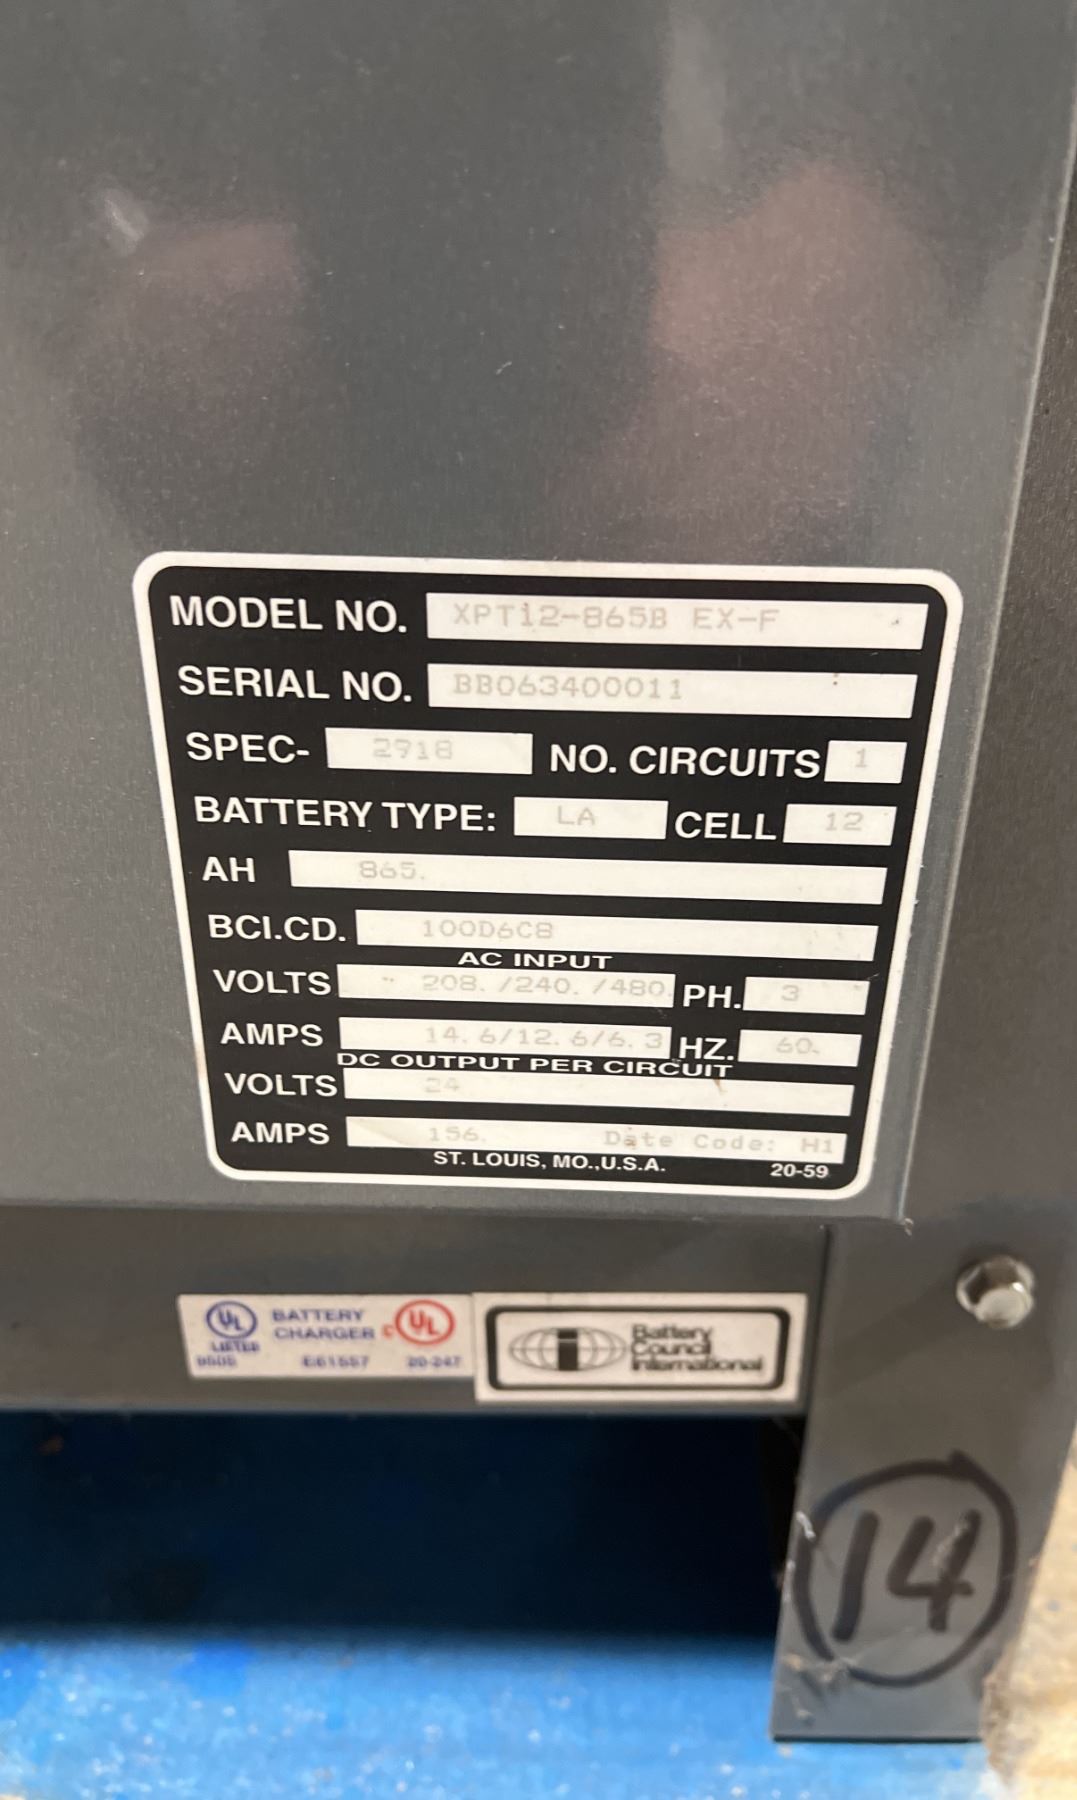 MODEL NO. XPT12-865B EX-F
SERIAL NO. BB063400011
SPEC- 2918 NO. CIRCUITS 1
BATTERY TYPE: LA CELL 12
AH 865.
BCI.CD. 100D6C8
AC INPUT
VOLTS 208./240./480. PH. 3
AMPS 14.6/12.6/6.3 HZ. 60.
DC OUTPUT PER CIRCUIT
VOLTS 24
AMPS 156. Date Code: H1
ST. LOUIS, MO.,U.S.A. 20-59
UL BATTERY CHARGER c UL
LISTED
E61557 20-247
i Battery Council International
14